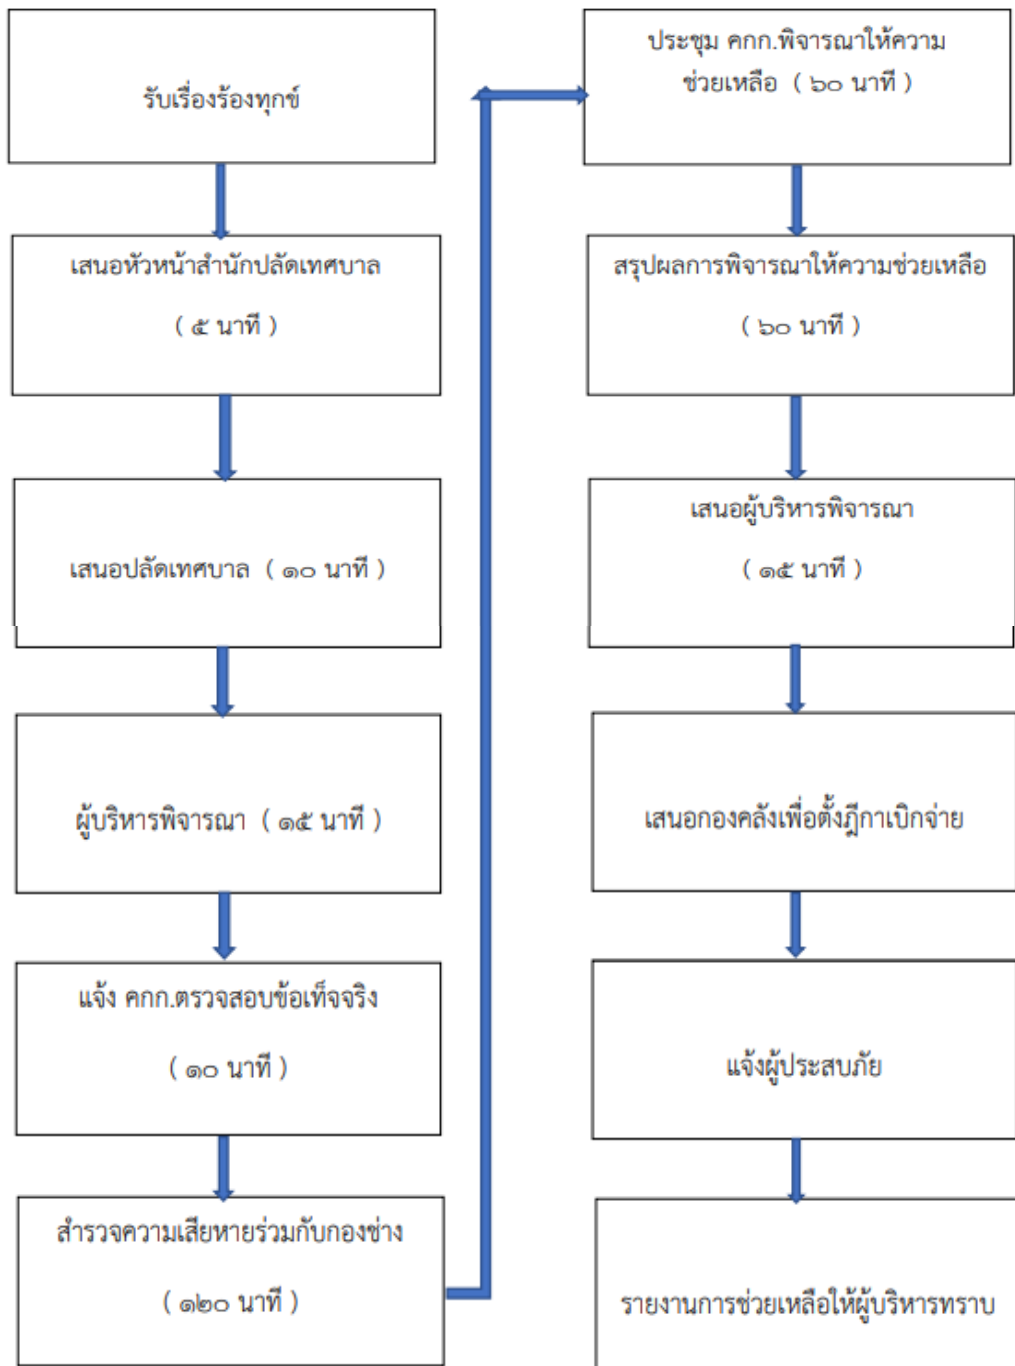 รับเรื่องร้องทุกข์
เสนอหัวหน้าสำนักปลัดเทศบาล
( ๕ นาที )
เสนอปลัดเทศบาล ( ๑๐ นาที )
ผู้บริหารพิจารณา ( ๑๕ นาที )
แจ้ง คกก.ตรวจสอบข้อเท็จจริง
( ๑๐ นาที )
สำรวจความเสียหายร่วมกับกองช่าง
( ๑๒๐ นาที )
ประชุม คกก.พิจารณาให้ความ
ช่วยเหลือ ( ๖๐ นาที )
สรุปผลการพิจารณาให้ความช่วยเหลือ
( ๖๐ นาที )
เสนอผู้บริหารพิจารณา
( ๑๕ นาที )
เสนอกองคลังเพื่อตั้งฎีกาเบิกจ่าย
แจ้งผู้ประสบภัย
รายงานการช่วยเหลือให้ผู้บริหารทราบ